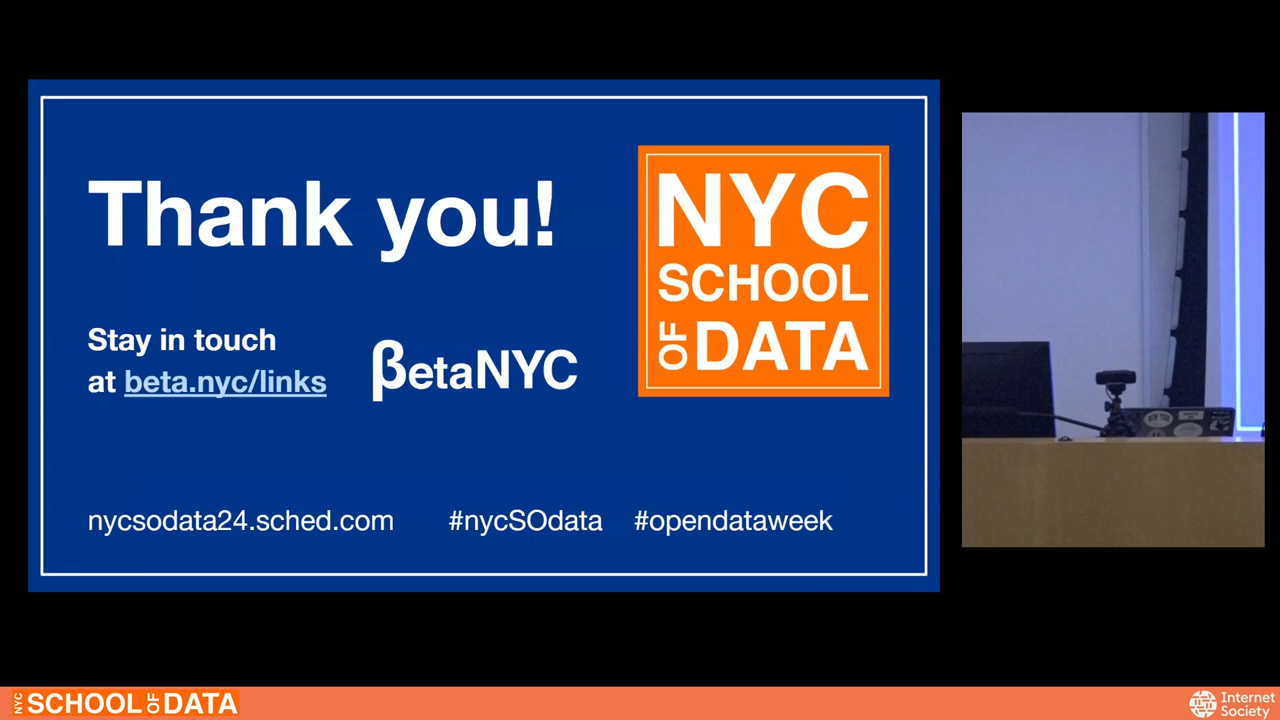 Thank you!
Stay in touch
at beta.nyc/links
βetaNYC
NYC
SCHOOL
OF DATA
nycsodata24.sched.com #nycSOdata #opendataweek
NYC SCHOOL OF DATA
Internet
Society